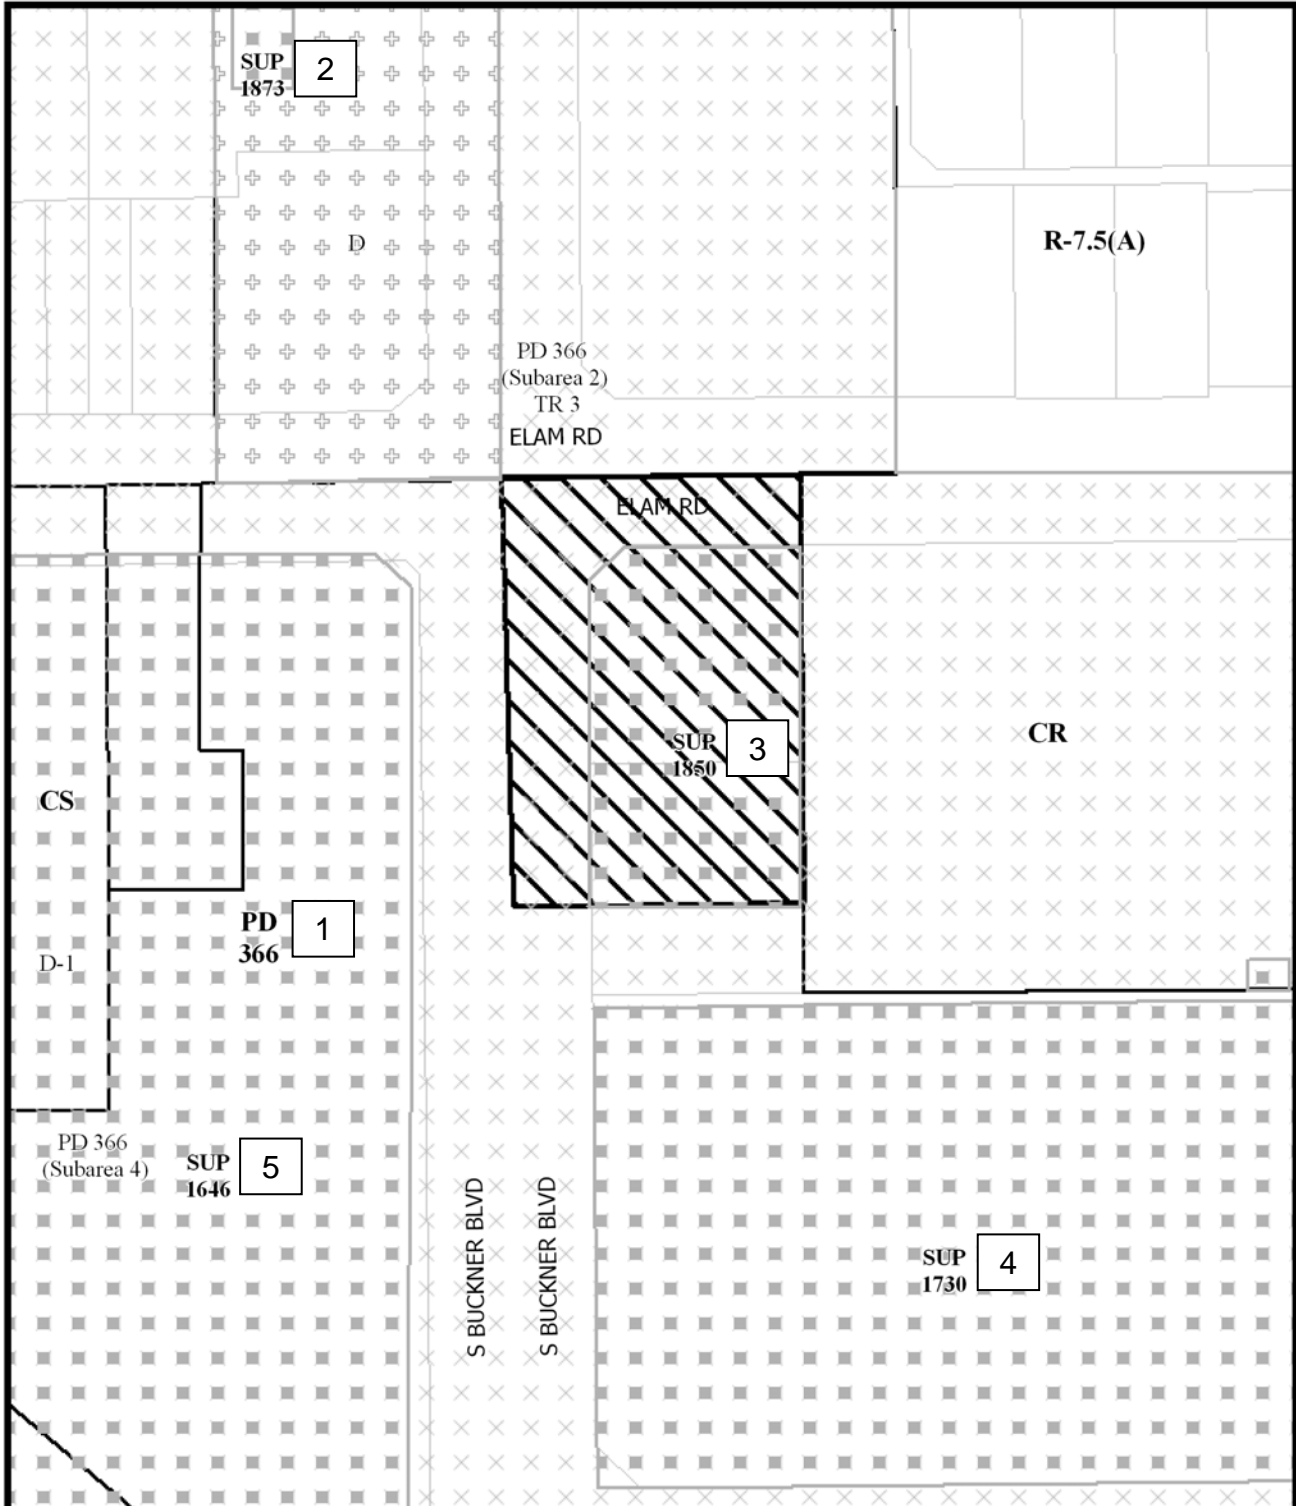 SUP
1873
2
D
R-7.5(A)
PD 366
(Subarea 2)
TR 3
ELAM RD
ELAM RD
SUP
1850
3
CR
CS
PD
366
1
D-1
PD 366
(Subarea 4)
SUP
1646
5
S BUCKNER BLVD
S BUCKNER BLVD
SUP
1730
4